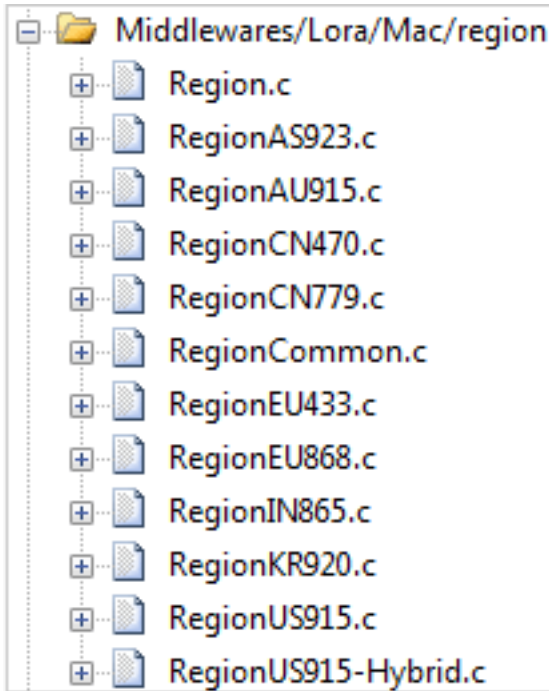 Middlewares/Lora/Mac/region
Region.c
RegionAS923.c
RegionAU915.c
RegionCN470.c
RegionCN779.c
RegionCommon.c
RegionEU433.c
RegionEU868.c
RegionIN865.c
RegionKR920.c
RegionUS915.c
RegionUS915-Hybrid.c